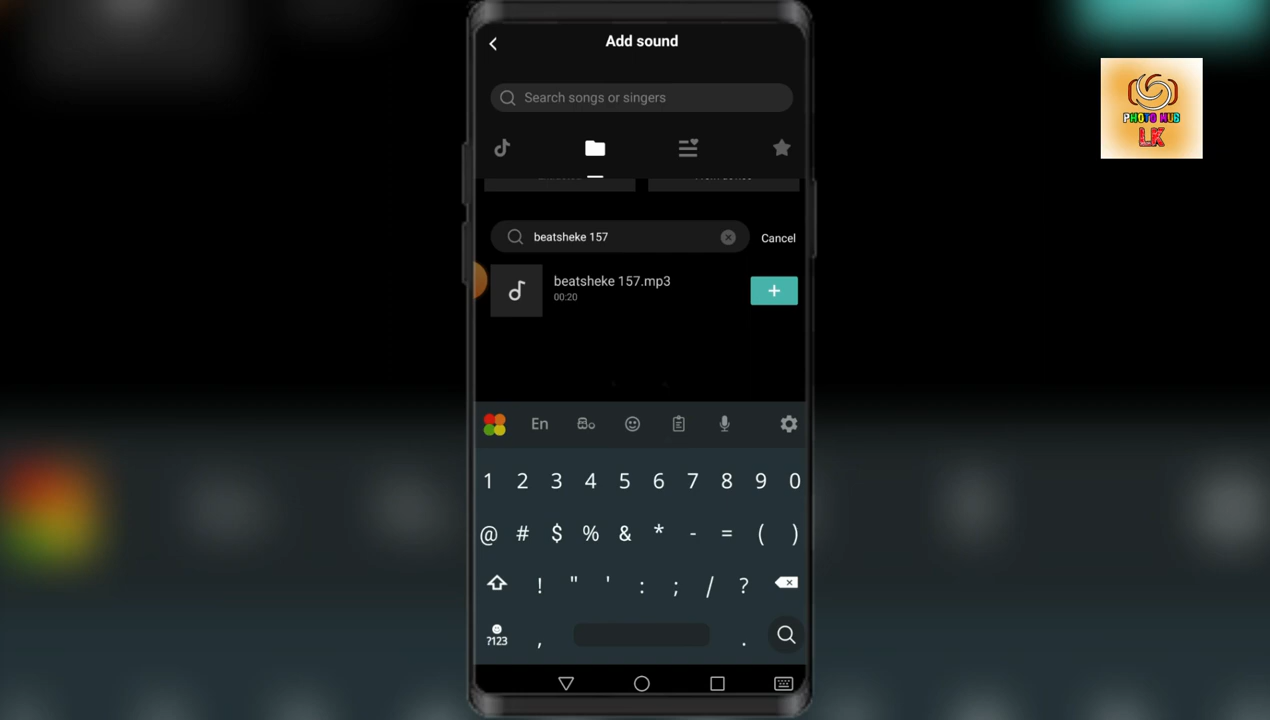 Add sound
Search songs or singers
beatsheke 157
Cancel
beatsheke 157.mp3
00:20
+
En
1 2 3 4 5 6 7 8 9 0
@ # $ % & * - = ( )
! " ' : ; / ?
?123 , .
PHOTO HUB
LK